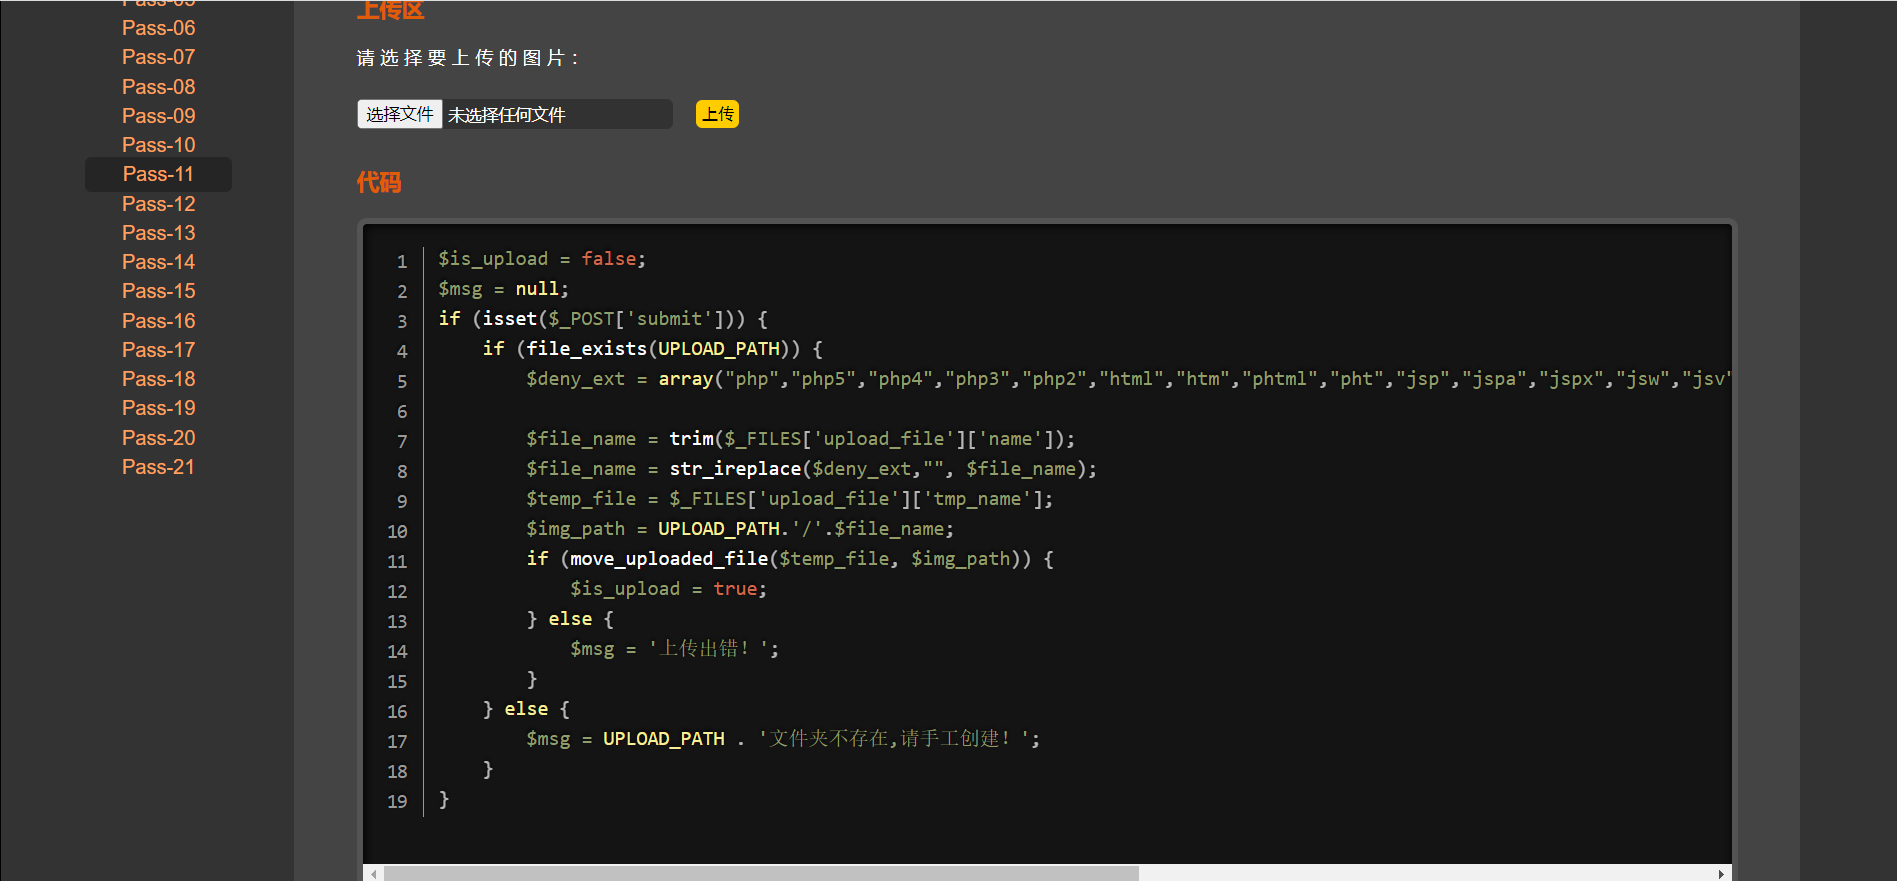 Pass-05
Pass-06
Pass-07
Pass-08
Pass-09
Pass-10
Pass-11
Pass-12
Pass-13
Pass-14
Pass-15
Pass-16
Pass-17
Pass-18
Pass-19
Pass-20
Pass-21
上传区
请选择要上传的图片：
选择文件 未选择任何文件 上传
代码
1 $is_upload = false;
2 $msg = null;
3 if (isset($_POST['submit'])) {
4     if (file_exists(UPLOAD_PATH)) {
5         $deny_ext = array("php","php5","php4","php3","php2","html","htm","phtml","pht","jsp","jspa","jspx","jsw","jsv"
6
7         $file_name = trim($_FILES['upload_file']['name']);
8         $file_name = str_ireplace($deny_ext,"", $file_name);
9         $temp_file = $_FILES['upload_file']['tmp_name'];
10         $img_path = UPLOAD_PATH.'/'.$file_name;
11         if (move_uploaded_file($temp_file, $img_path)) {
12             $is_upload = true;
13         } else {
14             $msg = '上传出错！';
15         }
16     } else {
17         $msg = UPLOAD_PATH . '文件夹不存在,请手工创建！';
18     }
19 }